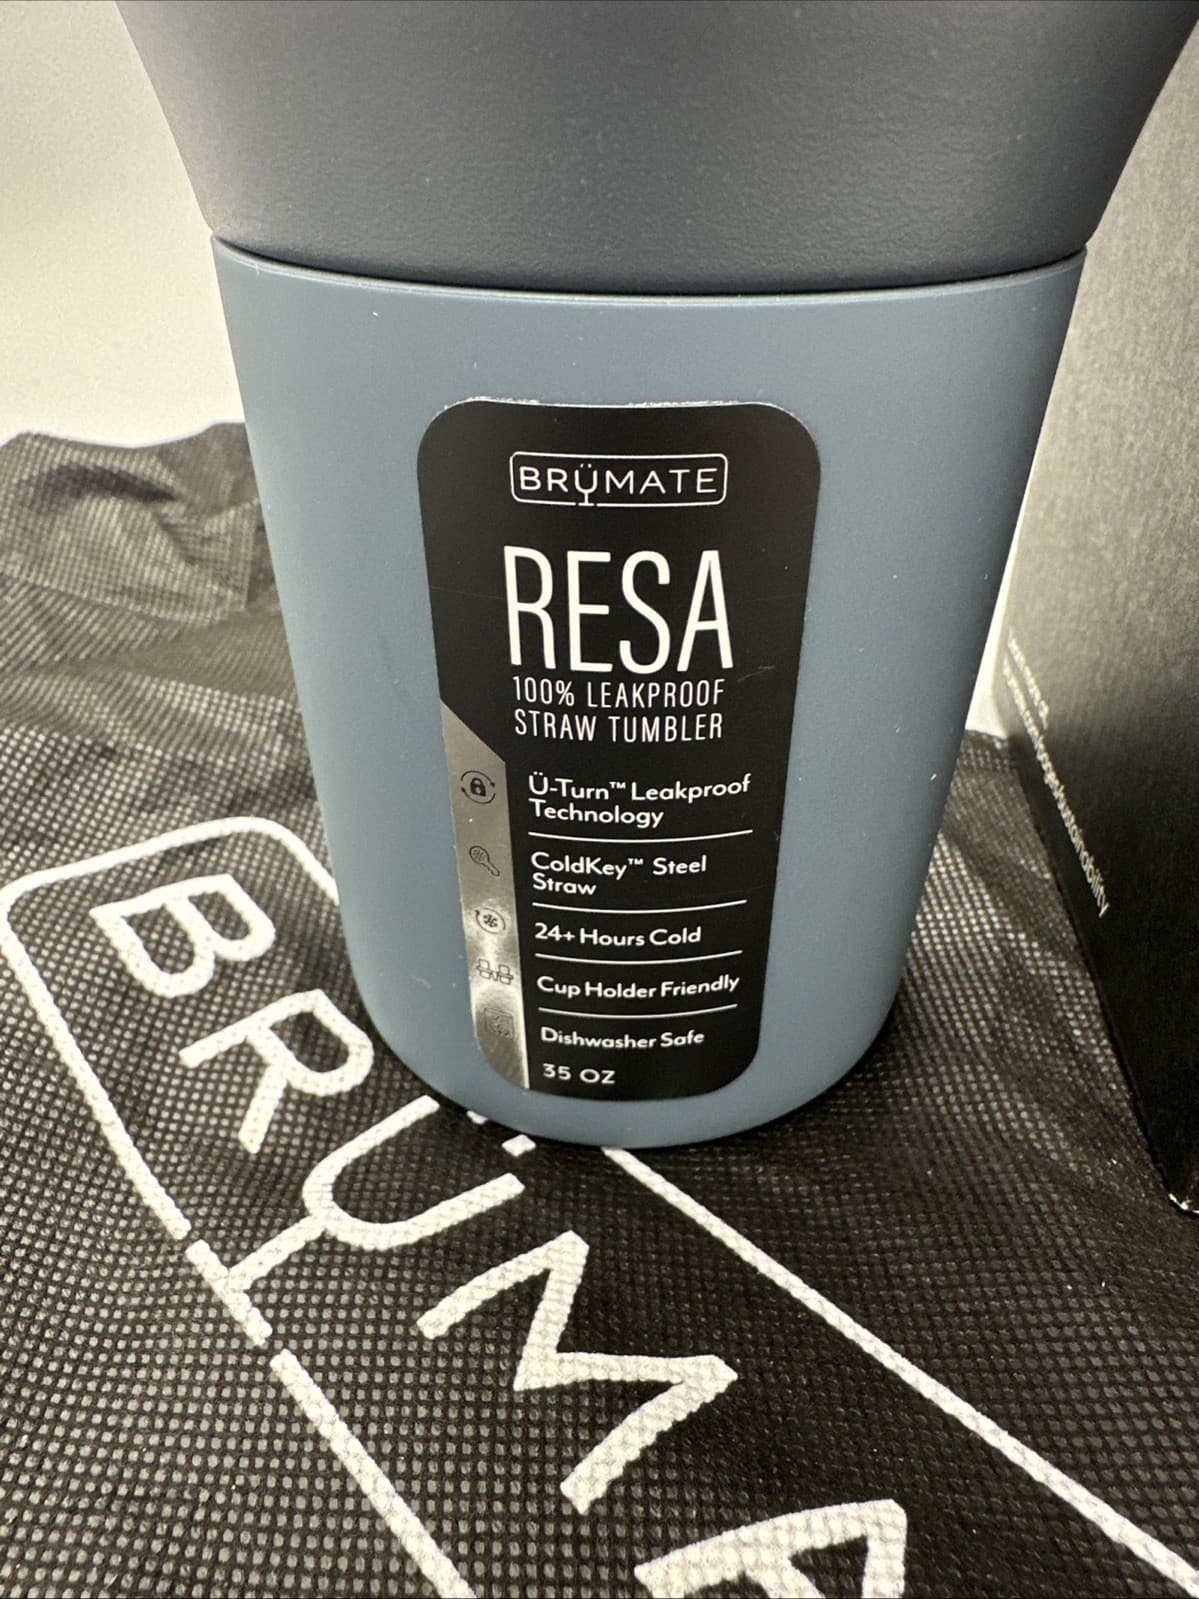 BRÜMATE
RESA
100% LEAKPROOF
STRAW TUMBLER
Ü-Turn™ Leakproof
Technology
ColdKey™ Steel
Straw
24+ Hours Cold
Cup Holder Friendly
Dishwasher Safe
35 OZ
BRÜMA